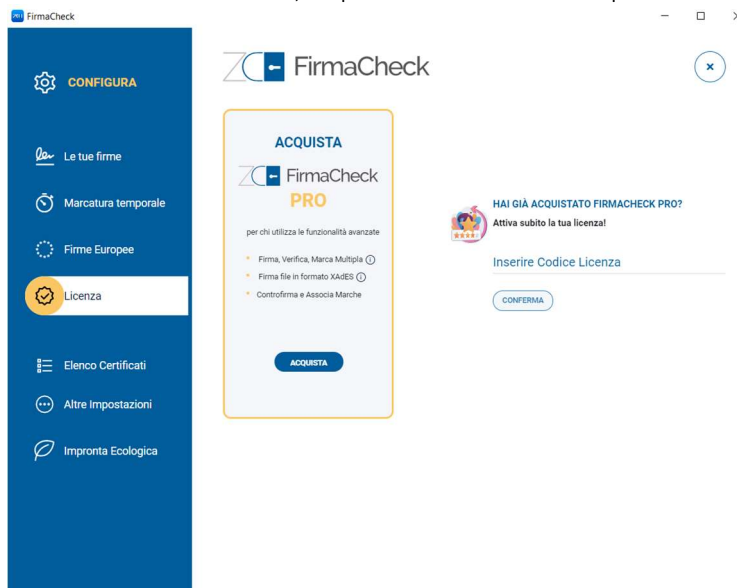 FirmaCheck
CONFIGURA
Le tue firme
Marcatura temporale
Firme Europee
Licenza
Elenco Certificati
Altre Impostazioni
Impronta Ecologica
FirmaCheck
ACQUISTA
FirmaCheck
PRO
per chi utilizza le funzionalità avanzate
Firma, Verifica, Marca Multipla
Firma file in formato XAdES
Controfirma e Associa Marche
ACQUISTA
HAI GIÀ ACQUISTATO FIRMACHECK PRO?
Attiva subito la tua licenza!
Inserire Codice Licenza
CONFERMA